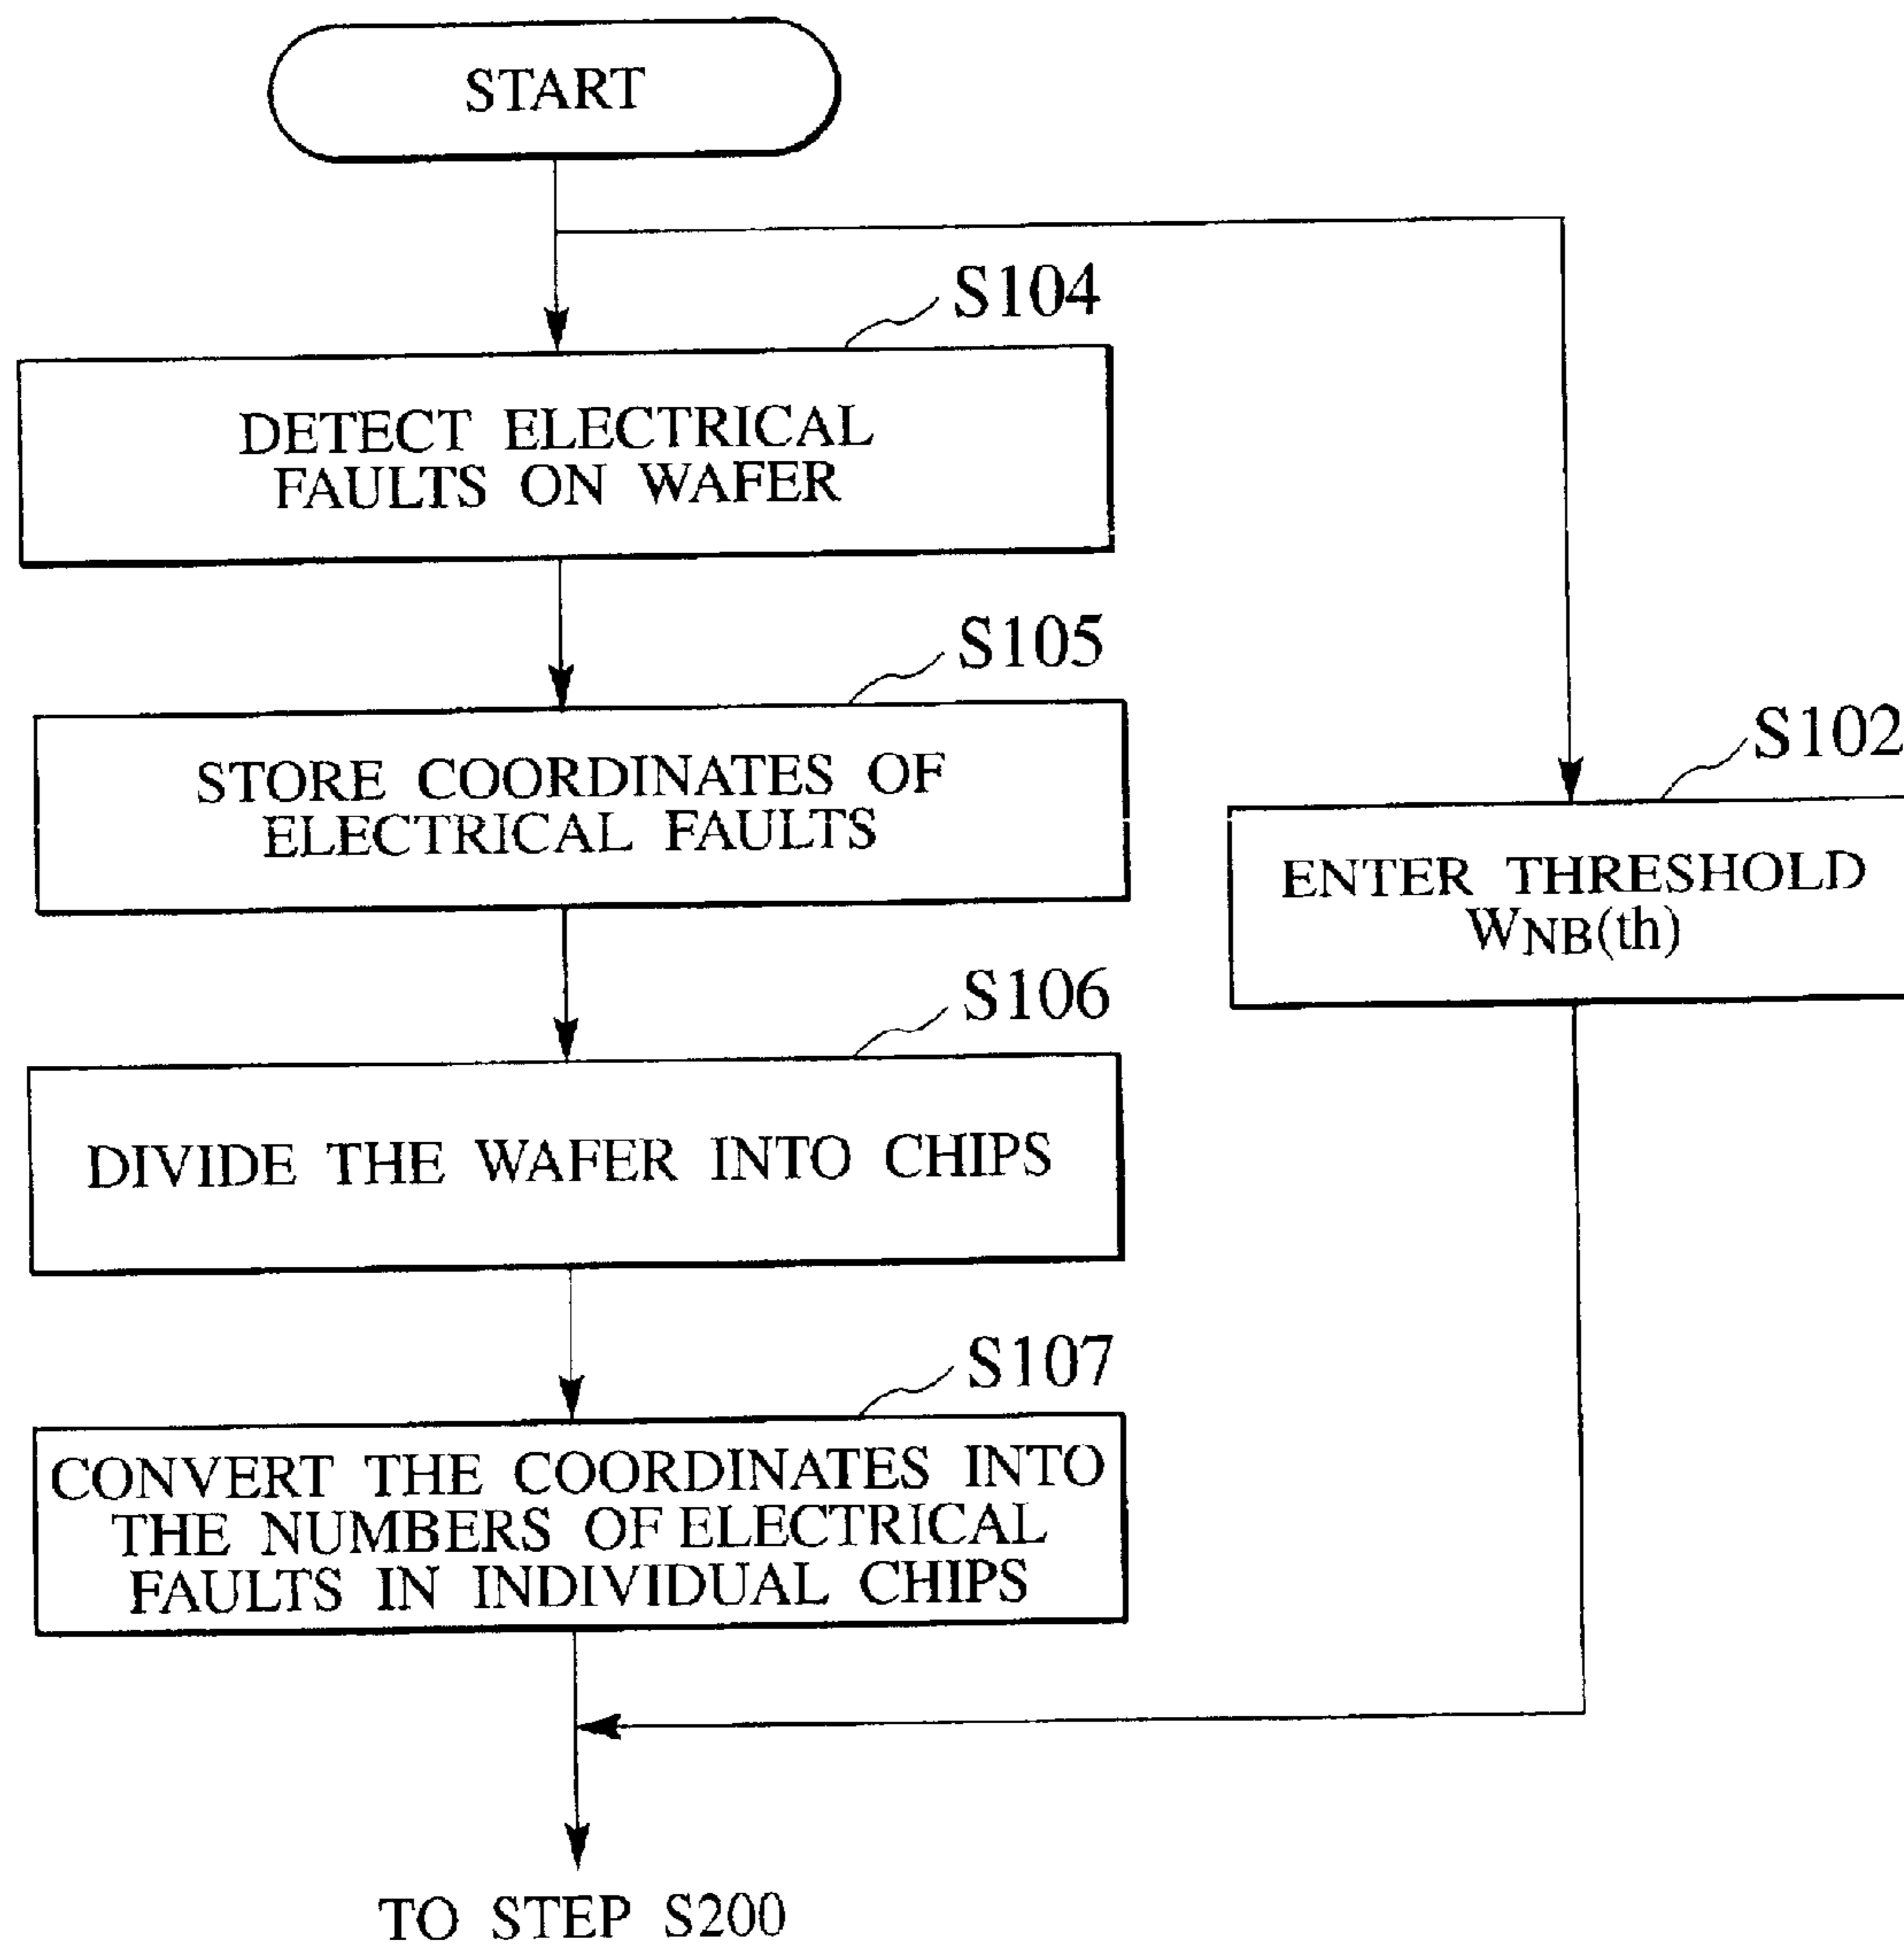 START
S104
DETECT ELECTRICAL
FAULTS ON WAFER
S105
STORE COORDINATES OF
ELECTRICAL FAULTS
S102
ENTER THRESHOLD
WNB(th)
S106
DIVIDE THE WAFER INTO CHIPS
S107
CONVERT THE COORDINATES INTO
THE NUMBERS OF ELECTRICAL
FAULTS IN INDIVIDUAL CHIPS
TO STEP S200